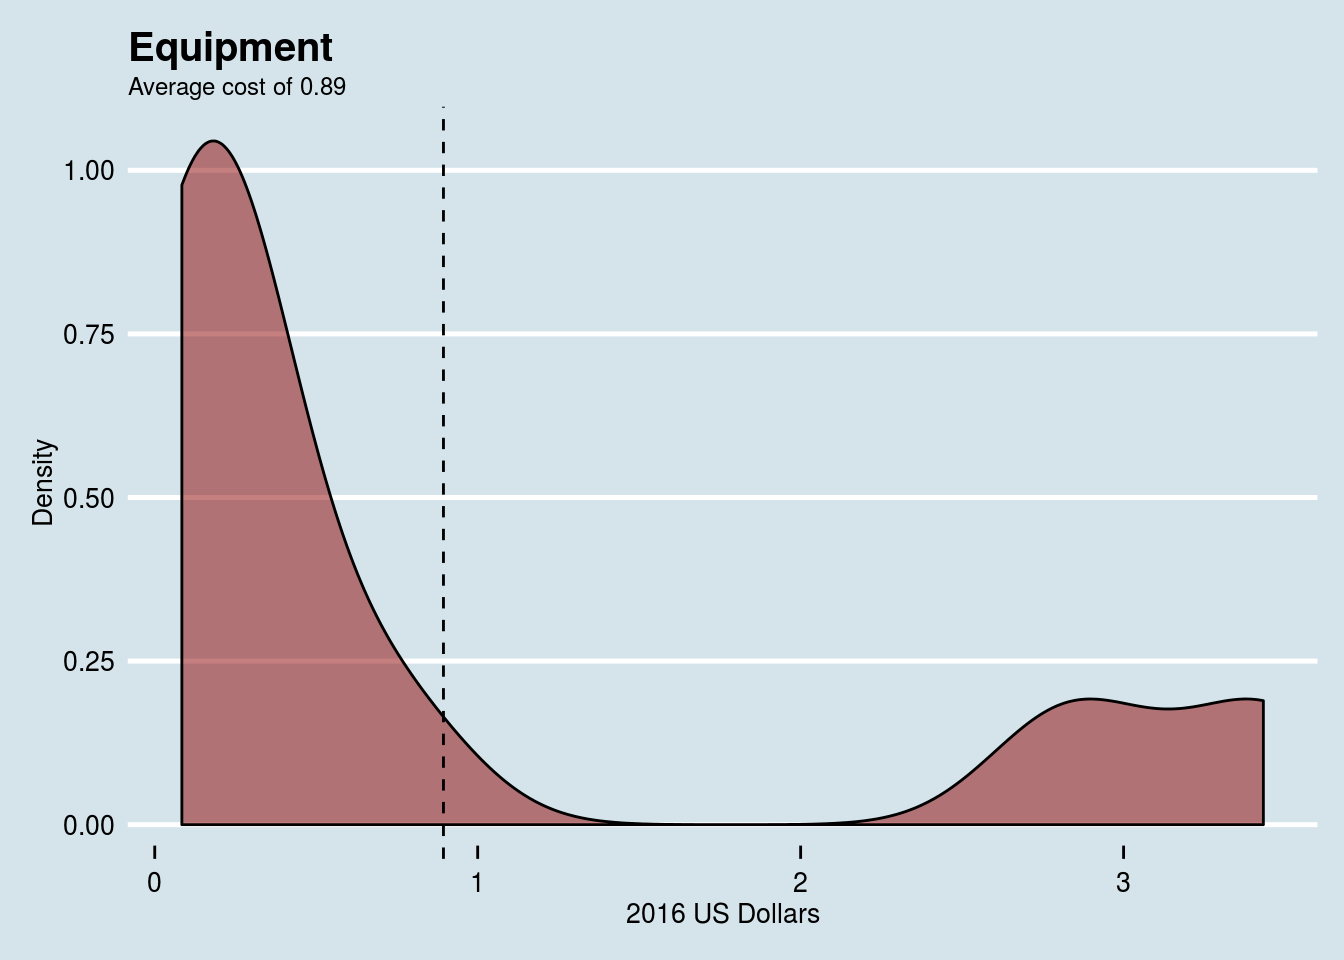 Equipment
Average cost of 0.89
1.00
0.75
0.50
0.25
0.00
Density
0 1 2 3
2016 US Dollars